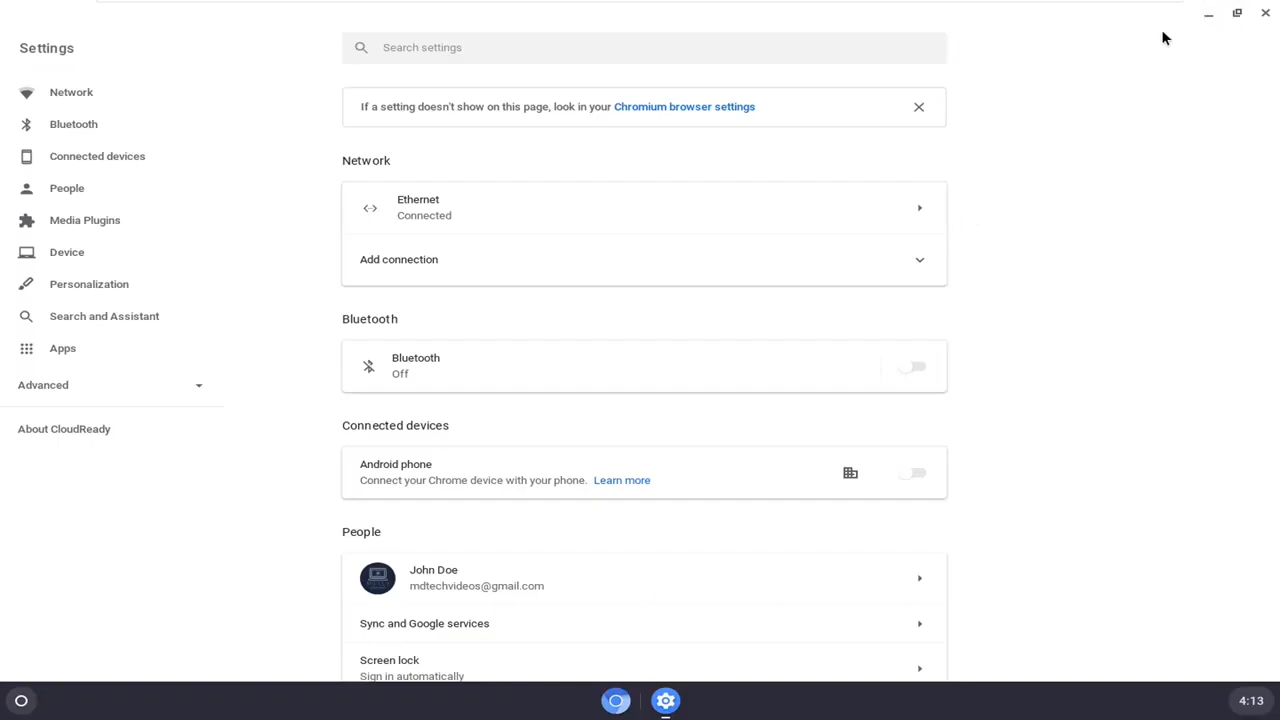 Settings
Search settings
Network
Bluetooth
Connected devices
People
Media Plugins
Device
Personalization
Search and Assistant
Apps
Advanced
About CloudReady
If a setting doesn't show on this page, look in your Chromium browser settings
Network
Ethernet
Connected
Add connection
Bluetooth
Bluetooth
Off
Connected devices
Android phone
Connect your Chrome device with your phone. Learn more
People
John Doe
mdtechvideos@gmail.com
Sync and Google services
Screen lock
Sign in automatically
4:13